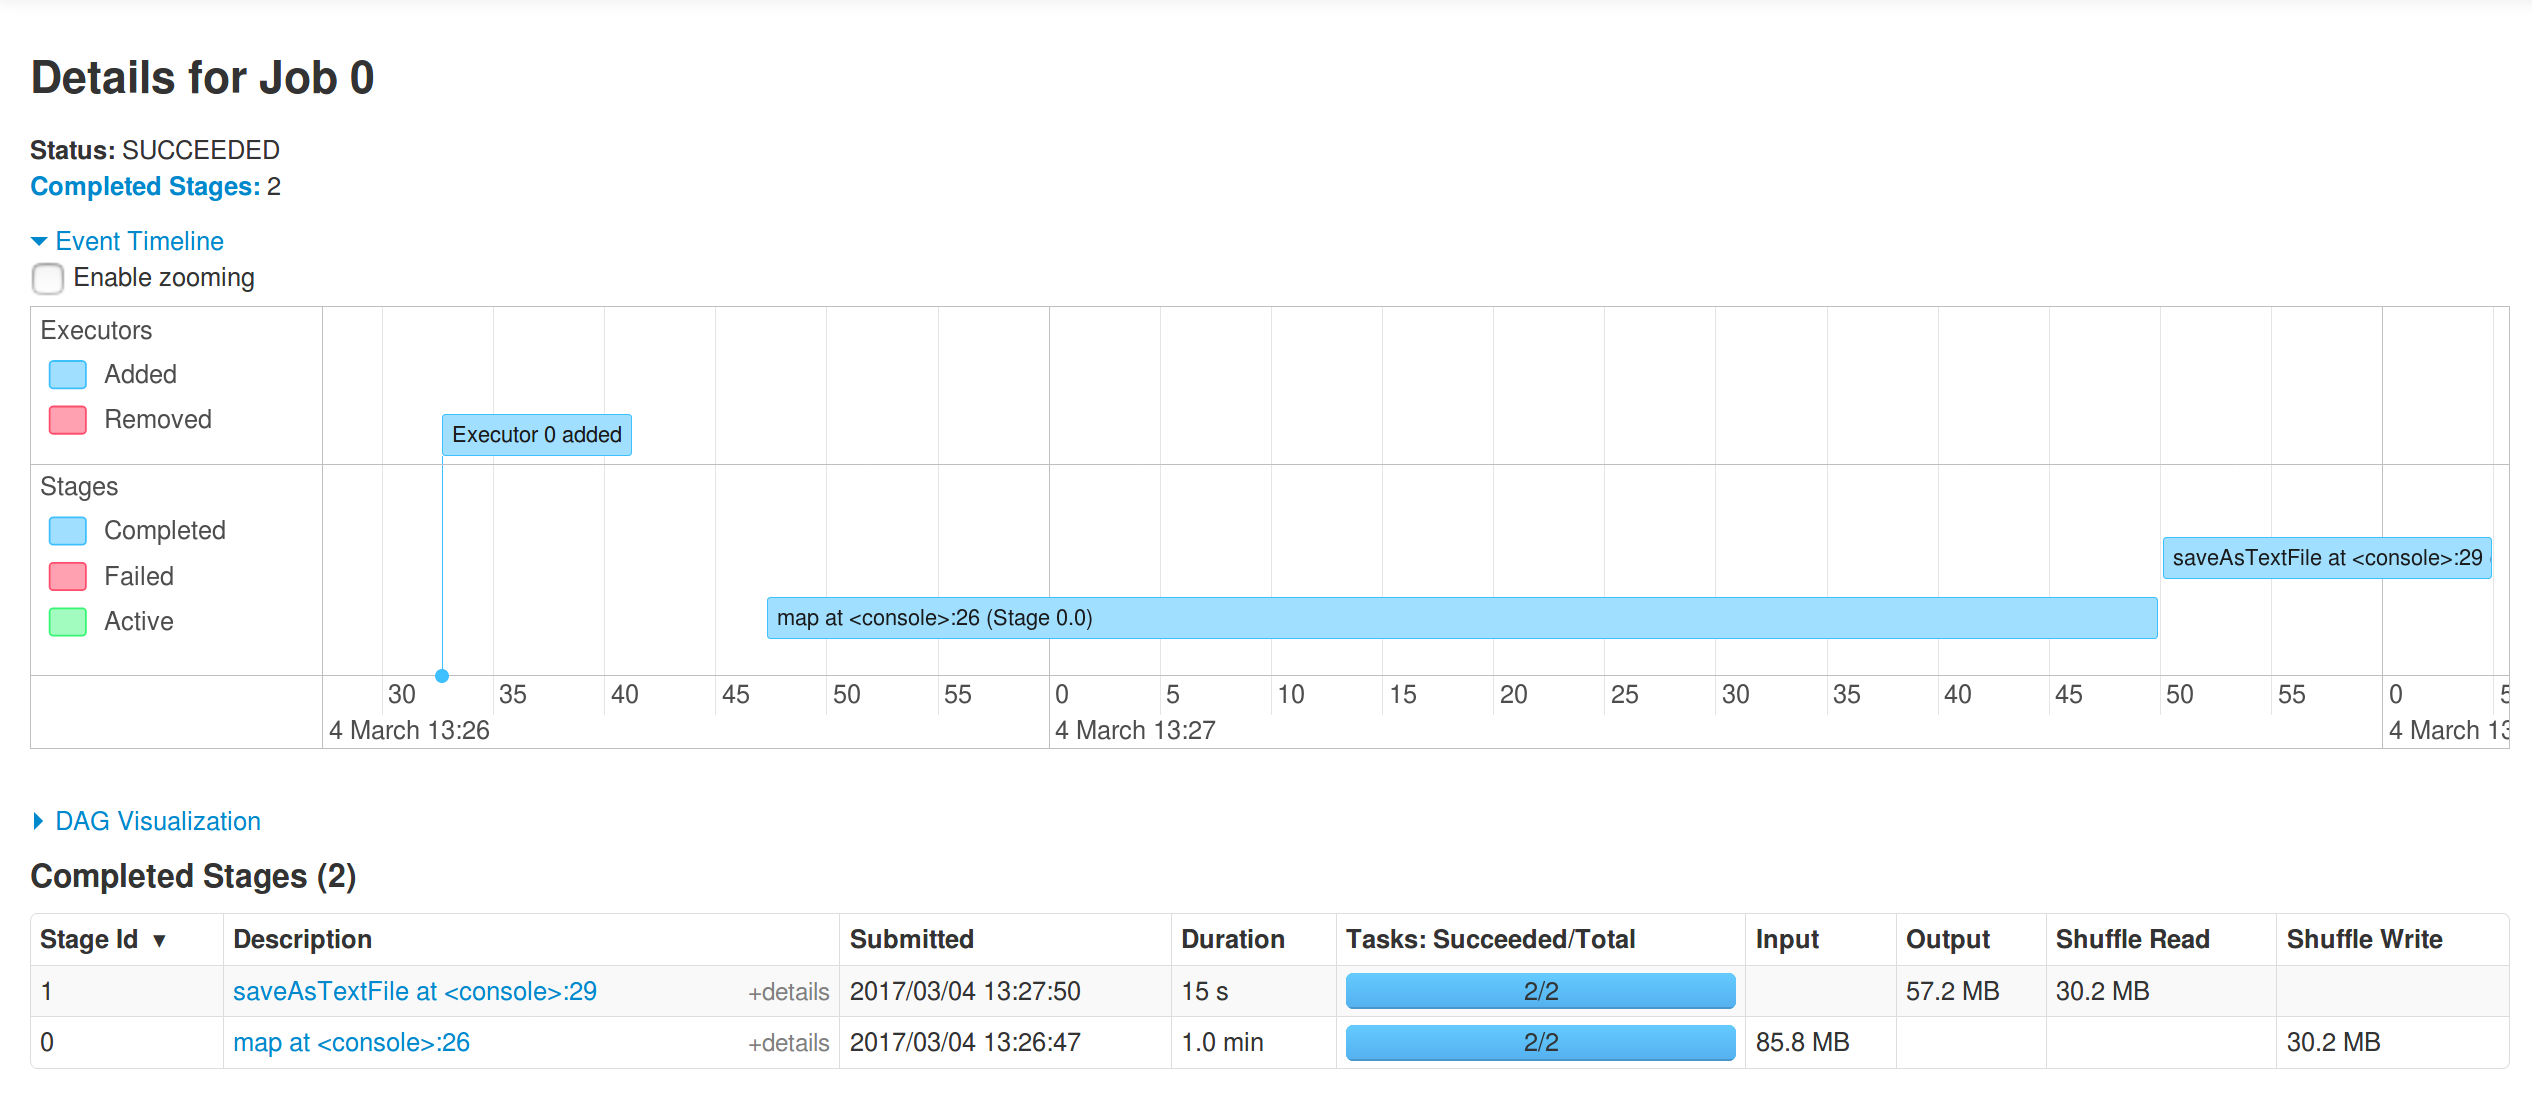 Details for Job 0
Status: SUCCEEDED
Completed Stages: 2
Event Timeline
Enable zooming
Executors
Added
Removed
Executor 0 added
Stages
Completed
Failed
Active
saveAsTextFile at <console>:29
map at <console>:26 (Stage 0.0)
30 35 40 45 50 55 0 5 10 15 20 25 30 35 40 45 50 55 0 5
4 March 13:26 4 March 13:27 4 March 13
DAG Visualization
Completed Stages (2)
Stage Id ▼ Description Submitted Duration Tasks: Succeeded/Total Input Output Shuffle Read Shuffle Write
1 saveAsTextFile at <console>:29 +details 2017/03/04 13:27:50 15 s 2/2 57.2 MB 30.2 MB
0 map at <console>:26 +details 2017/03/04 13:26:47 1.0 min 2/2 85.8 MB 30.2 MB